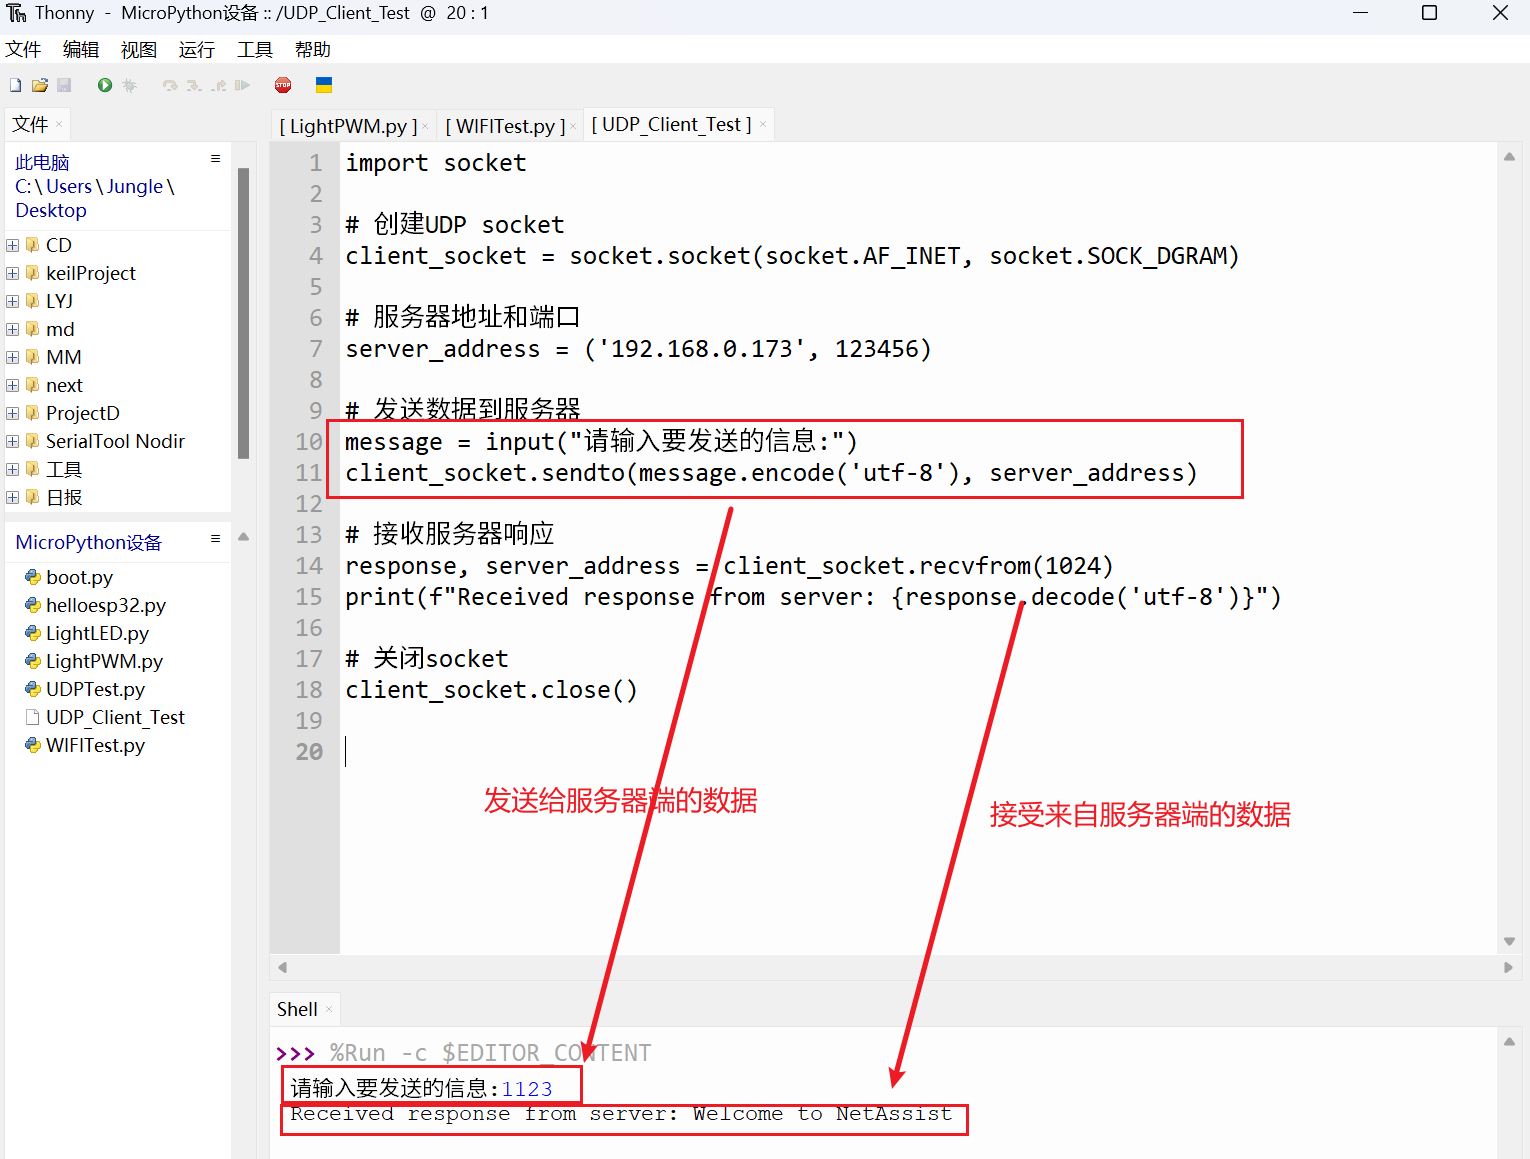 Thonny - MicroPython设备 :: /UDP_Client_Test @ 20 : 1
文件 编辑 视图 运行 工具 帮助
STOP
文件
此电脑
C: \ Users \ Jungle \
Desktop
CD
keilProject
LYJ
md
MM
next
ProjectD
SerialTool Nodir
工具
日报
MicroPython设备
boot.py
helloesp32.py
LightLED.py
LightPWM.py
UDPTest.py
UDP_Client_Test
WIFITest.py
[ LightPWM.py ] [ WIFITest.py ] [ UDP_Client_Test ]
1 import socket
2
3 # 创建UDP socket
4 client_socket = socket.socket(socket.AF_INET, socket.SOCK_DGRAM)
5
6 # 服务器地址和端口
7 server_address = ('192.168.0.173', 123456)
8
9 # 发送数据到服务器
10 message = input("请输入要发送的信息:")
11 client_socket.sendto(message.encode('utf-8'), server_address)
12
13 # 接收服务器响应
14 response, server_address = client_socket.recvfrom(1024)
15 print(f"Received response from server: {response.decode('utf-8')}")
16
17 # 关闭socket
18 client_socket.close()
19
20
发送给服务器端的数据
接受来自服务器端的数据
Shell
>>> %Run -c $EDITOR_CONTENT
请输入要发送的信息:1123
Received response from server: Welcome to NetAssist